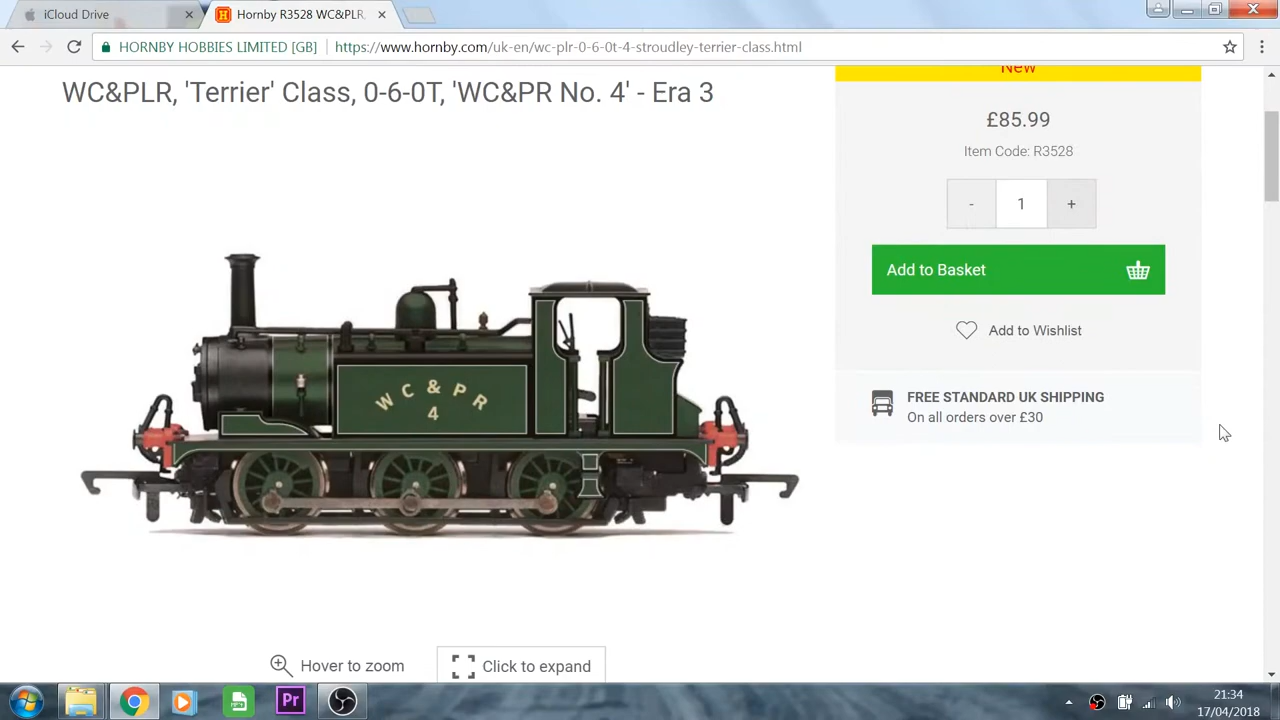 iCloud Drive
Hornby R3528 WC&PLR,
HORNBY HOBBIES LIMITED [GB]
https://www.hornby.com/uk-en/wc-plr-0-6-0t-4-stroudley-terrier-class.html
WC&PLR, 'Terrier' Class, 0-6-0T, 'WC&PR No. 4' - Era 3
New
£85.99
Item Code: R3528
- 1 +
Add to Basket
Add to Wishlist
FREE STANDARD UK SHIPPING
On all orders over £30
WC&PR
4
Hover to zoom
Click to expand
Pr
21:34
17/04/2018